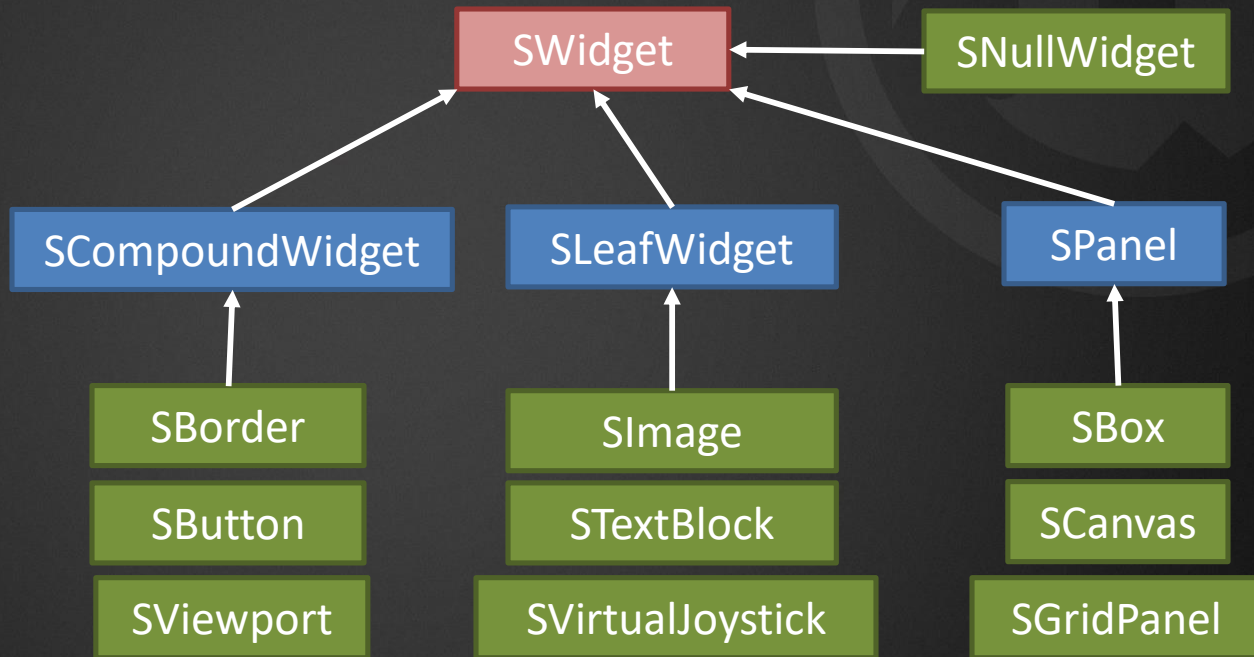 SWidget
SNullWidget
SCompoundWidget
SLeafWidget
SPanel
SBorder
SImage
SBox
SButton
STextBlock
SCanvas
SViewport
SVirtualJoystick
SGridPanel